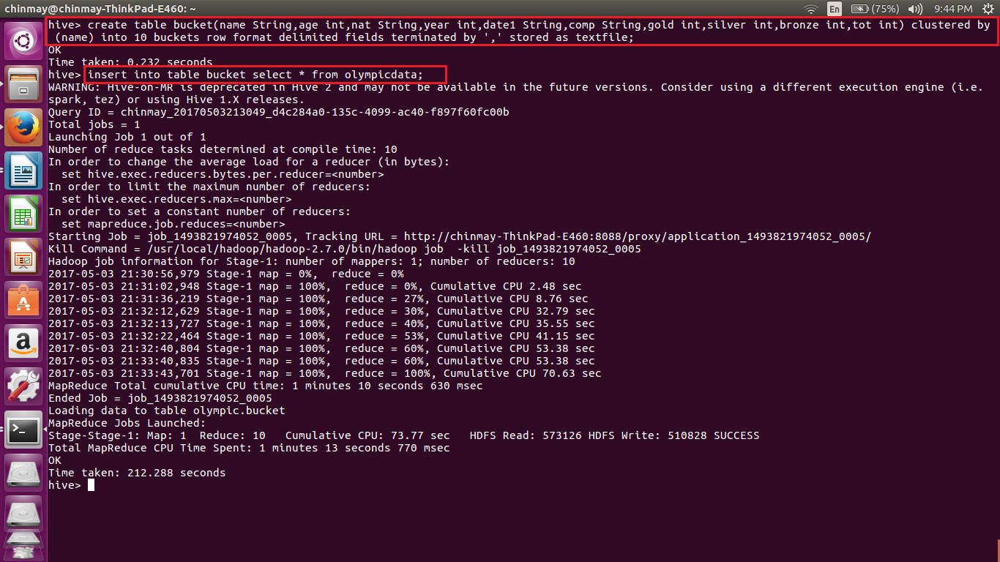 chinmay@chinmay-ThinkPad-E460: ~
En (75%) 9:44 PM
hive> create table bucket(name String,age int,nat String,year int,date1 String,comp String,gold int,silver int,bronze int,tot int) clustered by
(name) into 10 buckets row format delimited fields terminated by ',' stored as textfile;
OK
Time taken: 0.232 seconds
hive> insert into table bucket select * from olympicdata;
WARNING: Hive-on-MR is deprecated in Hive 2 and may not be available in the future versions. Consider using a different execution engine (i.e.
spark, tez) or using Hive 1.X releases.
Query ID = chinmay_20170503213049_d4c284a0-135c-4099-ac40-f897f60fc00b
Total jobs = 1
Launching Job 1 out of 1
Number of reduce tasks determined at compile time: 10
In order to change the average load for a reducer (in bytes):
  set hive.exec.reducers.bytes.per.reducer=<number>
In order to limit the maximum number of reducers:
  set hive.exec.reducers.max=<number>
In order to set a constant number of reducers:
  set mapreduce.job.reduces=<number>
Starting Job = job_1493821974052_0005, Tracking URL = http://chinmay-ThinkPad-E460:8088/proxy/application_1493821974052_0005/
Kill Command = /usr/local/hadoop/hadoop-2.7.0/bin/hadoop job  -kill job_1493821974052_0005
Hadoop job information for Stage-1: number of mappers: 1; number of reducers: 10
2017-05-03 21:30:56,979 Stage-1 map = 0%,  reduce = 0%
2017-05-03 21:31:02,948 Stage-1 map = 100%,  reduce = 0%, Cumulative CPU 2.48 sec
2017-05-03 21:31:36,219 Stage-1 map = 100%,  reduce = 27%, Cumulative CPU 8.76 sec
2017-05-03 21:32:12,629 Stage-1 map = 100%,  reduce = 30%, Cumulative CPU 32.79 sec
2017-05-03 21:32:13,727 Stage-1 map = 100%,  reduce = 40%, Cumulative CPU 35.55 sec
2017-05-03 21:32:22,464 Stage-1 map = 100%,  reduce = 53%, Cumulative CPU 41.15 sec
2017-05-03 21:32:40,804 Stage-1 map = 100%,  reduce = 60%, Cumulative CPU 53.38 sec
2017-05-03 21:33:40,835 Stage-1 map = 100%,  reduce = 60%, Cumulative CPU 53.38 sec
2017-05-03 21:33:43,701 Stage-1 map = 100%,  reduce = 100%, Cumulative CPU 70.63 sec
MapReduce Total cumulative CPU time: 1 minutes 10 seconds 630 msec
Ended Job = job_1493821974052_0005
Loading data to table olympic.bucket
MapReduce Jobs Launched:
Stage-Stage-1: Map: 1  Reduce: 10   Cumulative CPU: 73.77 sec   HDFS Read: 573126 HDFS Write: 510828 SUCCESS
Total MapReduce CPU Time Spent: 1 minutes 13 seconds 770 msec
OK
Time taken: 212.288 seconds
hive>